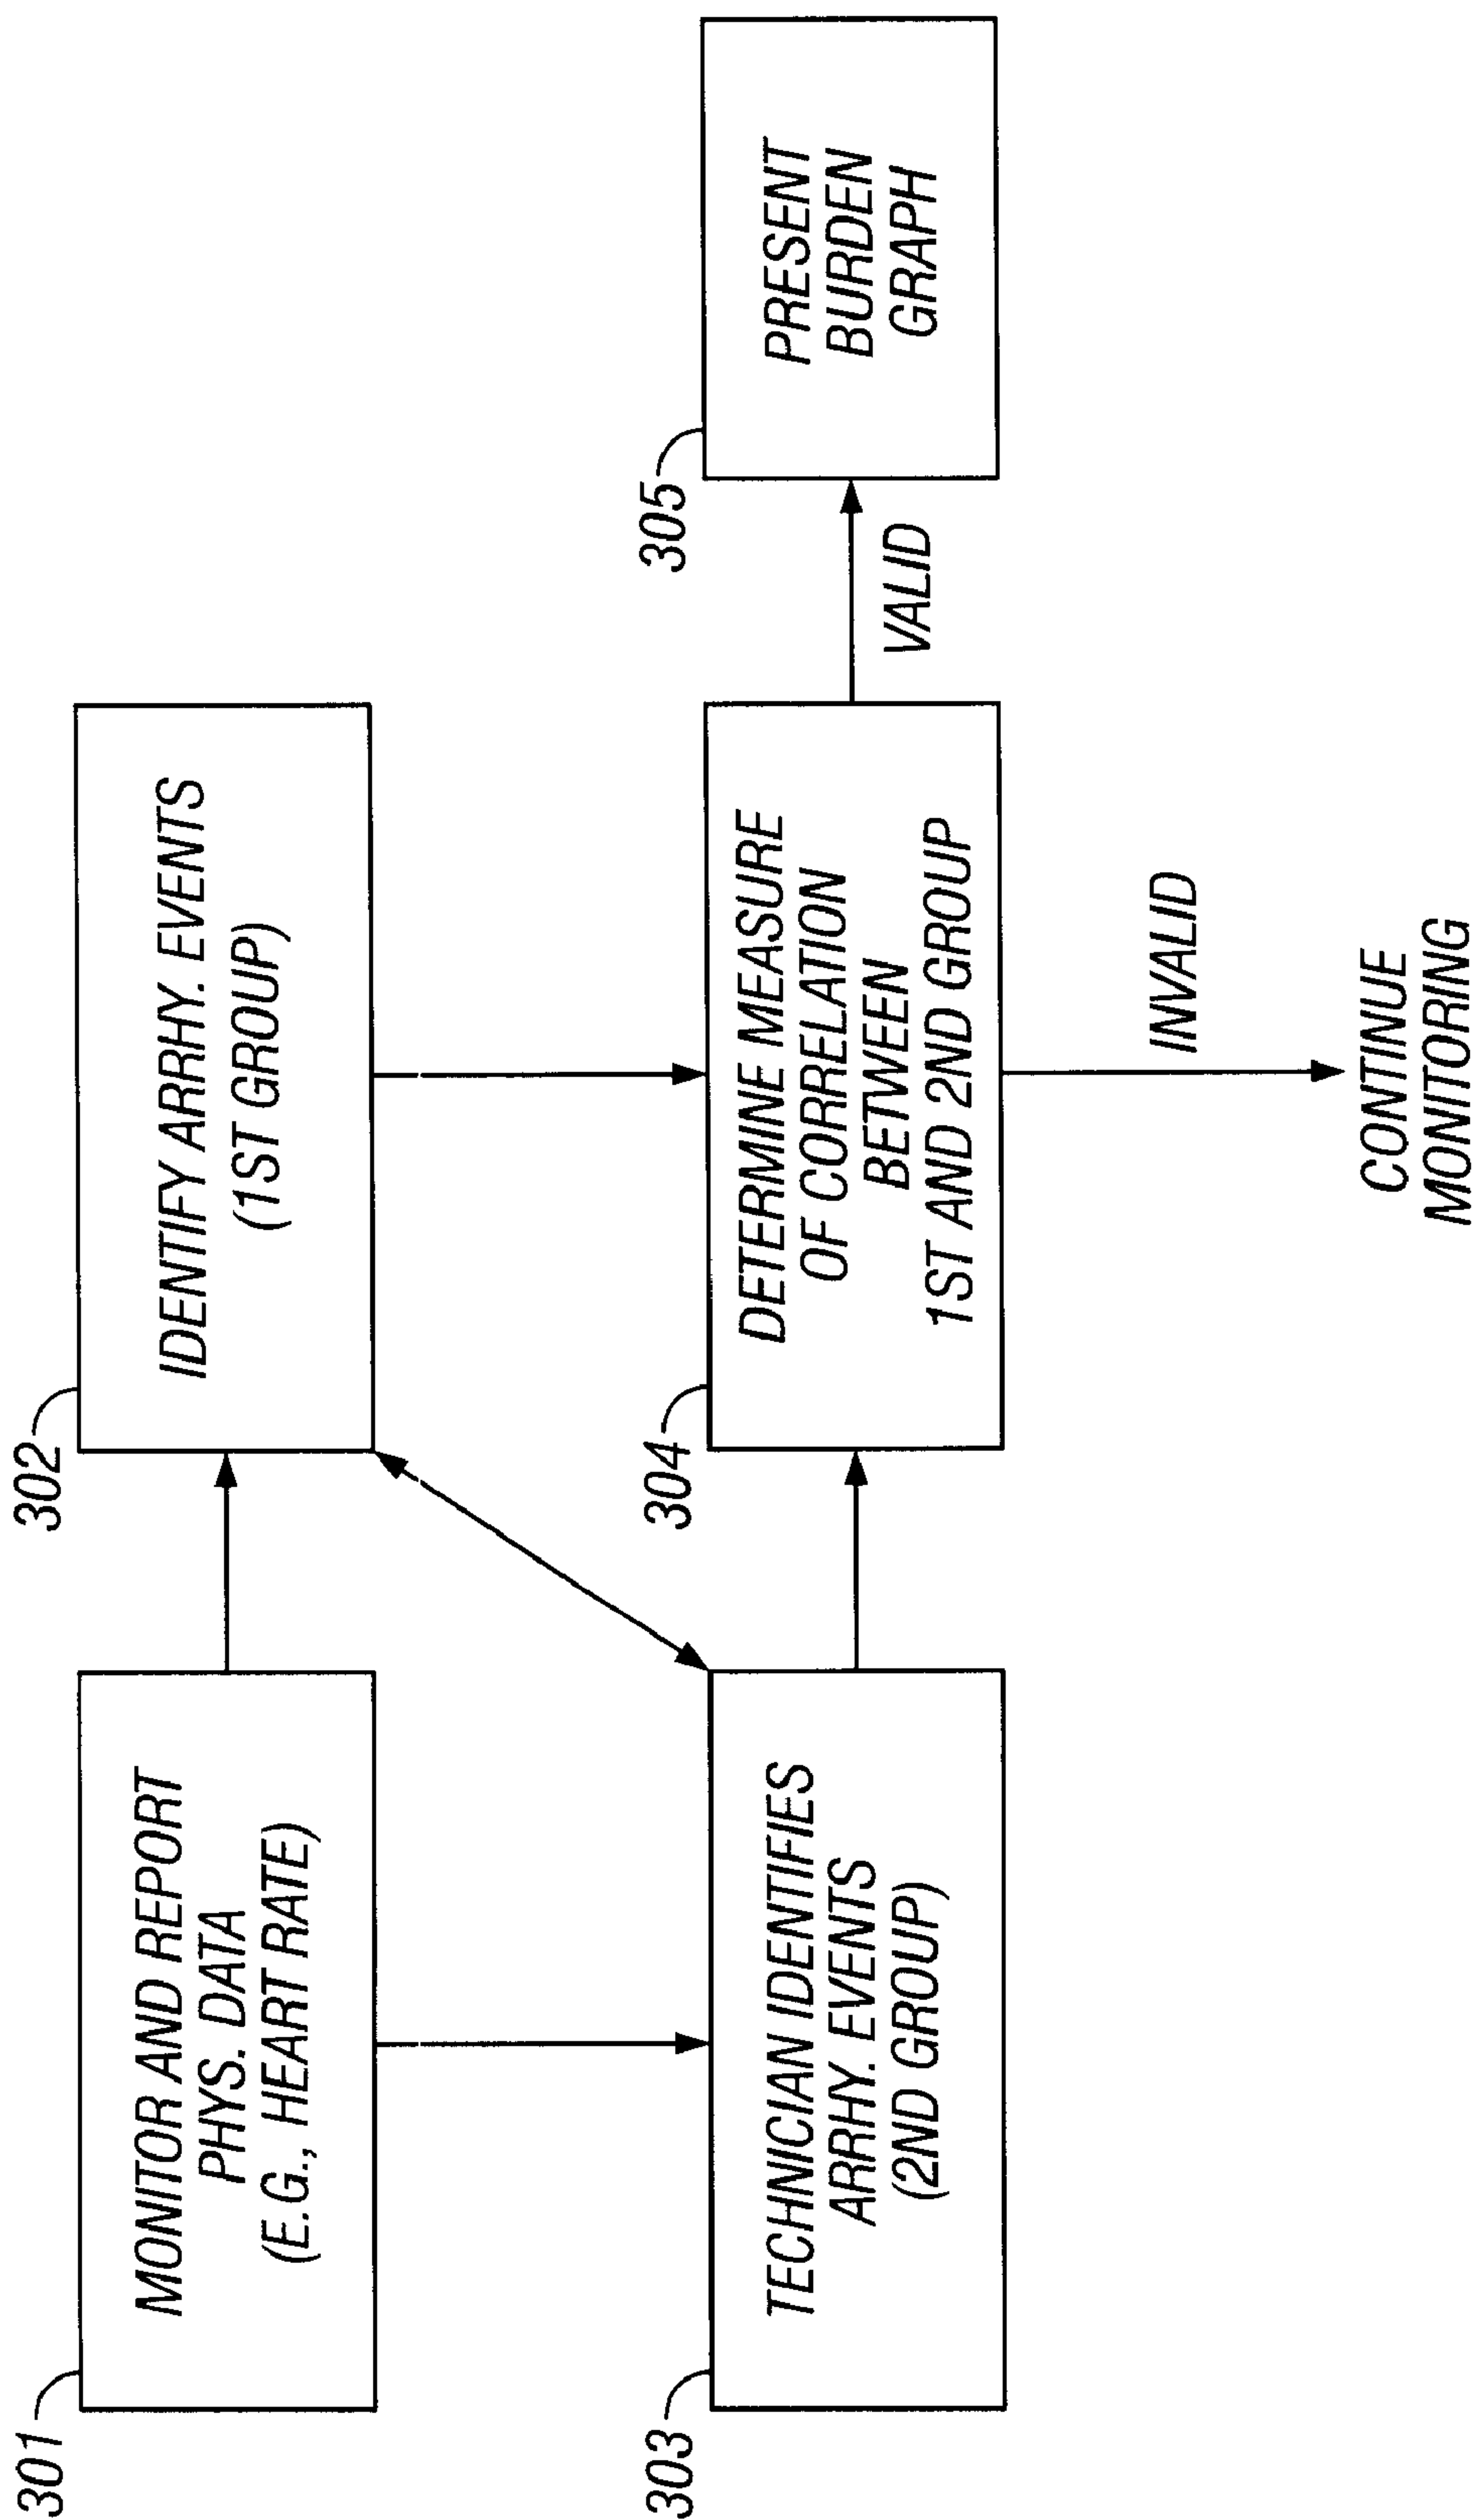 301
MONITOR AND REPORT
PHYS. DATA
(E.G., HEART RATE)
302
IDENTIFY ARRHY. EVENTS
(1ST GROUP)
303
TECHNICIAN IDENTIFIES
ARRHY. EVENTS
(2ND GROUP)
304
DETERMINE MEASURE
OF CORRELATION
BETWEEN
1ST AND 2ND GROUP
VALID
305
PRESENT
BURDEN
GRAPH
INVALID
CONTINUE
MONITORING